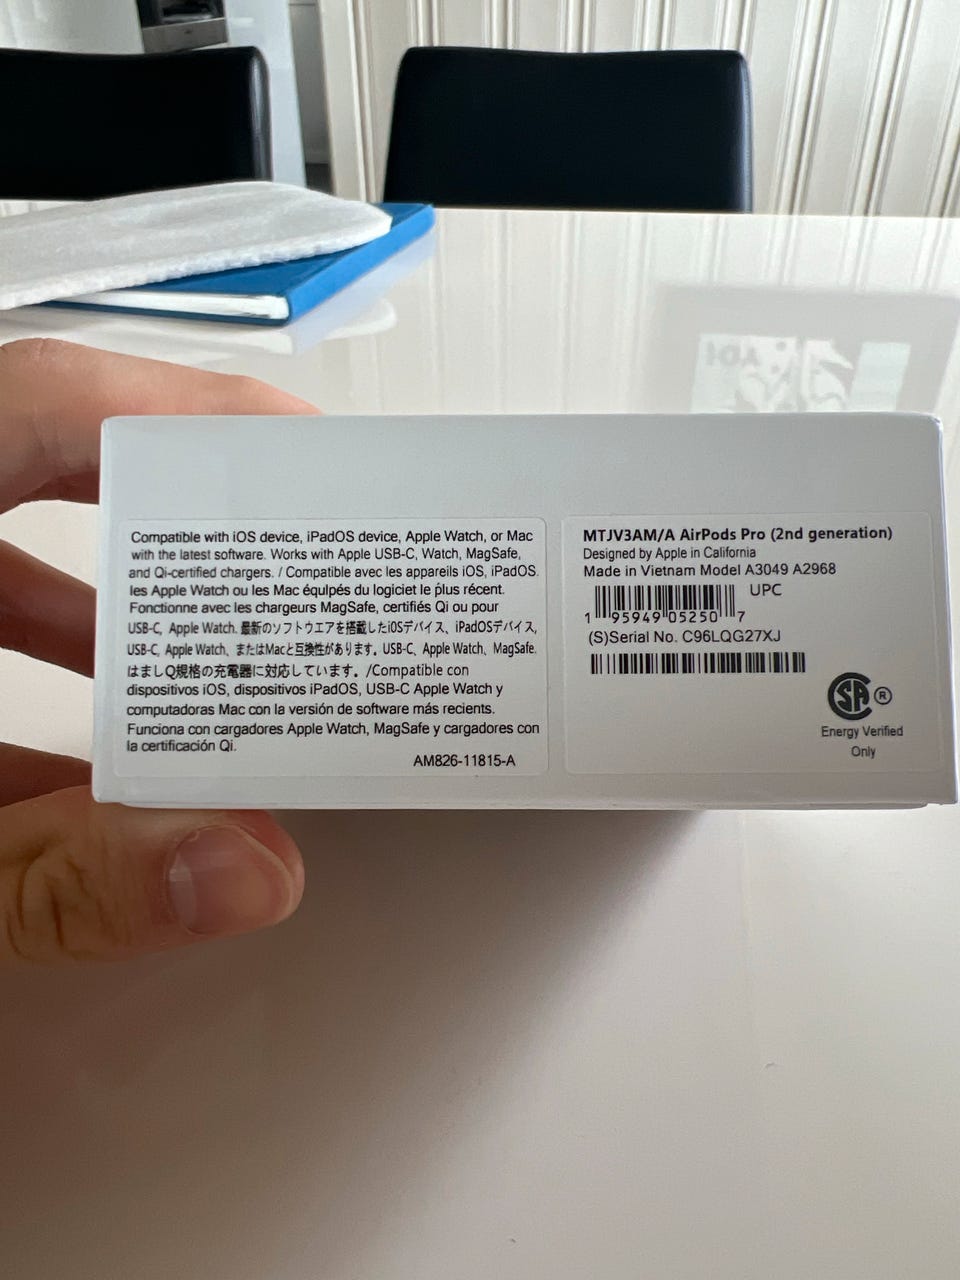 Compatible with iOS device, iPadOS device, Apple Watch, or Mac
with the latest software. Works with Apple USB-C, Watch, MagSafe,
and Qi-certified chargers. / Compatible avec les appareils iOS, iPadOS.
les Apple Watch ou les Mac équipés du logiciet le plus récent.
Fonctionne avec les chargeurs MagSafe, certifiés Qi ou pour
USB-C, Apple Watch. 最新のソフトウエアを搭載したiOSデバイス、iPadOSデバイス,
USB-C, Apple Watch、またはMacと互換性があります。USB-C、Apple Watch、MagSafe.
はましQ規格の充電器に対応しています。/Compatible con
dispositivos iOS, dispositivos iPadOS, USB-C Apple Watch y
computadoras Mac con la versión de software más recients.
Funciona con cargadores Apple Watch, MagSafe y cargadores con
la certificación Qi.
AM826-11815-A
MTJV3AM/A AirPods Pro (2nd generation)
Designed by Apple in California
Made in Vietnam Model A3049 A2968
UPC
1 95949 05250 7
(S)Serial No. C96LQG27XJ
SA ®
Energy Verified
Only